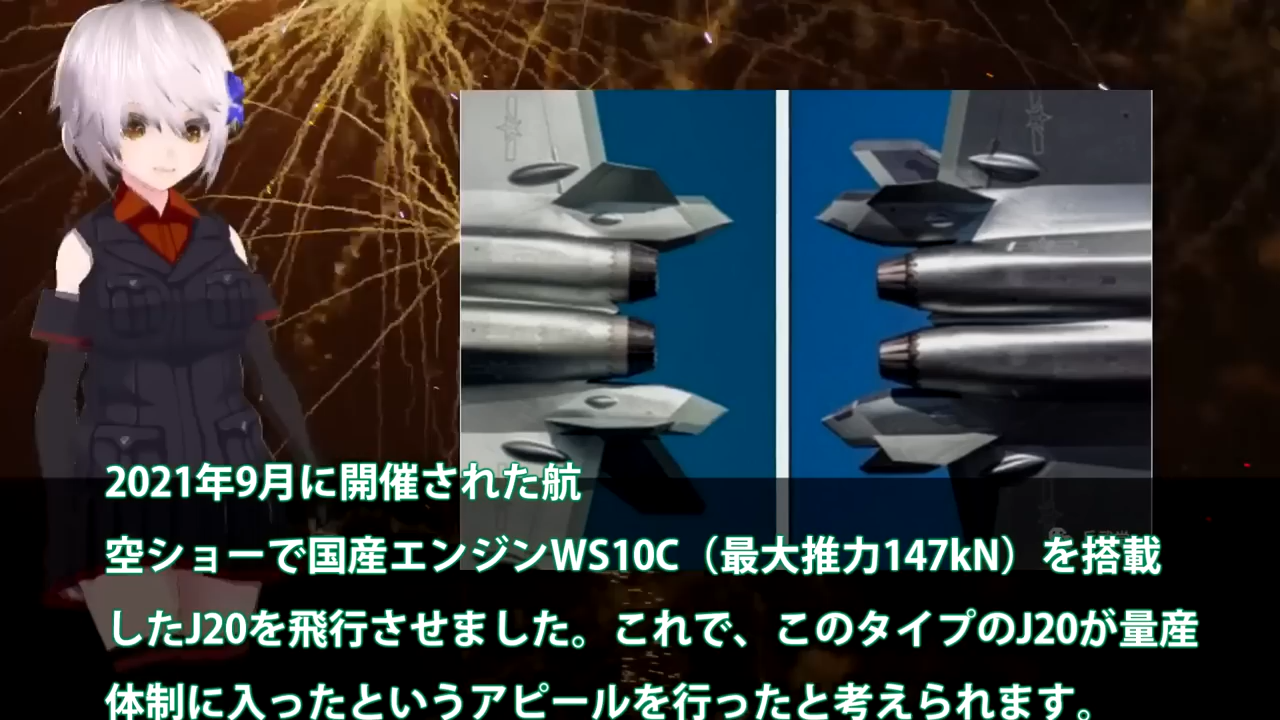 2021年9月に開催された航
空ショーで国産エンジンWS10C（最大推力147kN）を搭載
したJ20を飛行させました。これで、このタイプのJ20が量産
体制に入ったというアピールを行ったと考えられます。